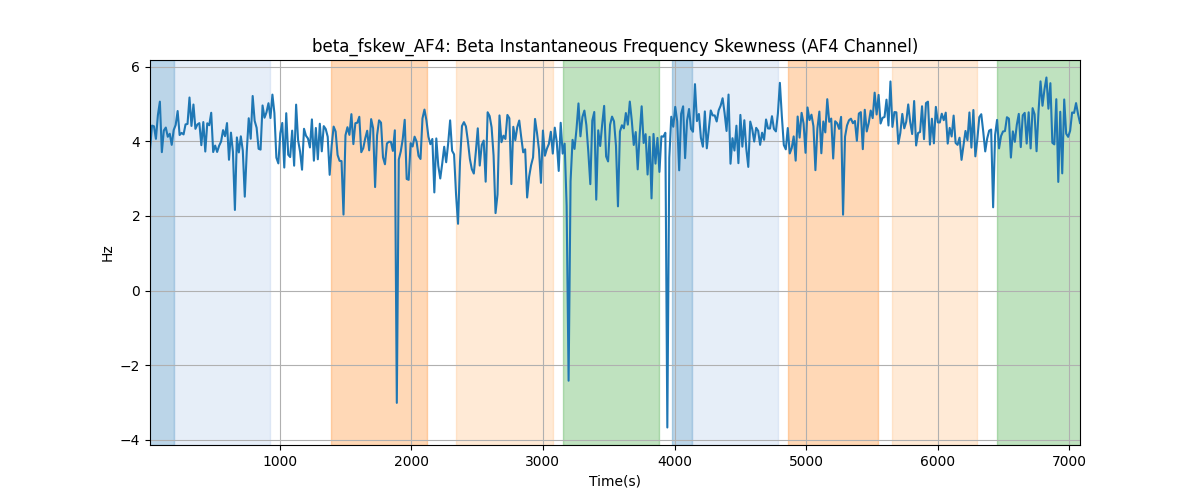 beta_fskew_AF4: Beta Instantaneous Frequency Skewness (AF4 Channel)
6
4
2
0
−2
−4
Hz
1000 2000 3000 4000 5000 6000 7000
Time(s)